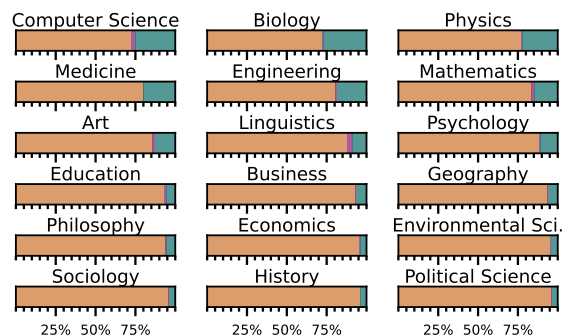 Computer Science Biology Physics
Medicine Engineering Mathematics
Art Linguistics Psychology
Education Business Geography
Philosophy Economics Environmental Sci.
Sociology History Political Science
25% 50% 75% 25% 50% 75% 25% 50% 75%